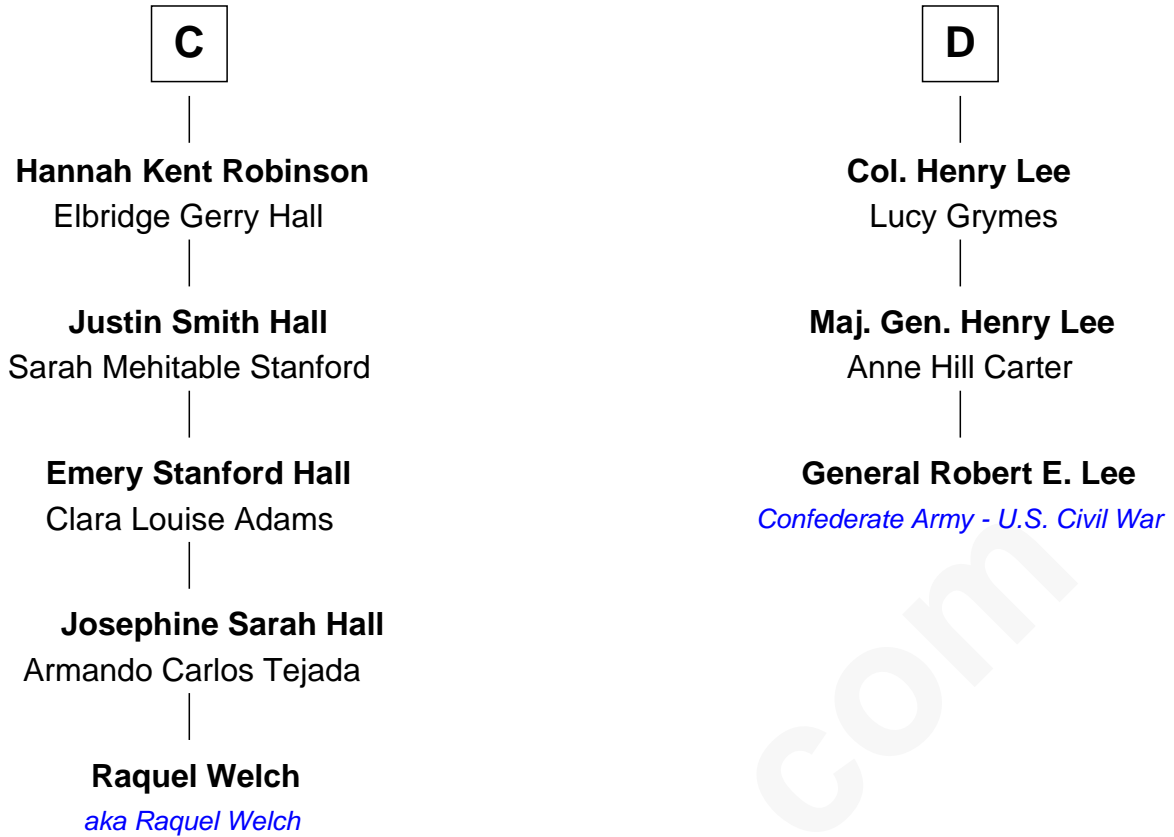 C
Hannah Kent Robinson
Elbridge Gerry Hall
Justin Smith Hall
Sarah Mehitable Stanford
Emery Stanford Hall
Clara Louise Adams
Josephine Sarah Hall
Armando Carlos Tejada
Raquel Welch
aka Raquel Welch
D
Col. Henry Lee
Lucy Grymes
Maj. Gen. Henry Lee
Anne Hill Carter
General Robert E. Lee
Confederate Army - U.S. Civil War
com